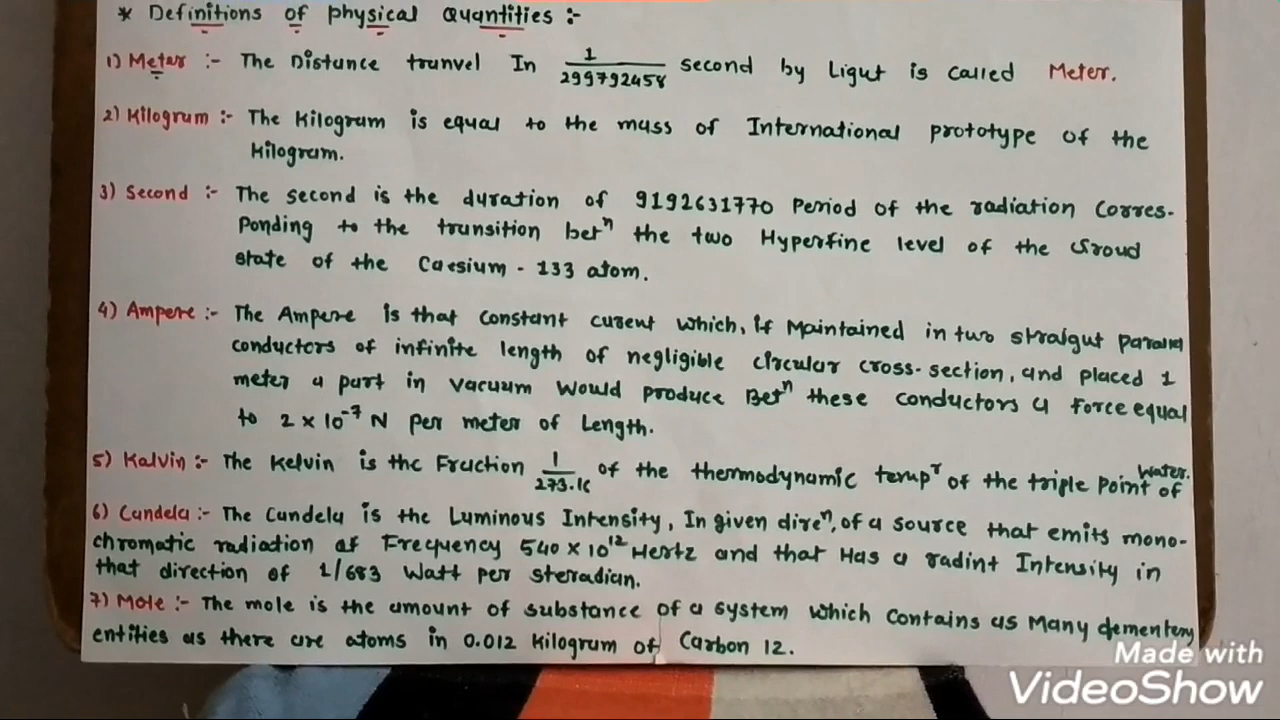 * Definitions of physical Quantities :-
1) Meter :- The Distance trunvel In 1/299792458 second by Ligut is called Meter.
2) Kilogram :- The Kilogram is equal to the mass of International prototype of the
Kilogram.
3) Second :- The second is the duration of 9192631770 Period of the radiation Corres-
Ponding to the transition betⁿ the two Hyperfine level of the Groud
state of the Caesium - 133 atom.
4) Ampere :- The Ampere is that constant curent which, if Maintained in two straigut parallel
conductors of infinite length of negligible circular cross-section, and placed 1
meter a part in vacuum would produce Betⁿ these conductors a force equal
to 2 × 10⁻⁷ N per meter of Length.
5) Kalvin :- The Kelvin is the Fraction 1/273.16 of the thermodynamic tempʳ of the triple Point of Water.
6) Candela :- The Candela is the Luminous Intensity, In given direⁿ, of a source that emits mono-
chromatic radiation of Frequency 540 × 10¹² Hertz and that Has a radint Intensity in
that direction of 1/683 Watt per sterradian.
7) Mole :- The mole is the amount of substance of a system which contains as Many elementery
entities as there are atoms in 0.012 Kilogram of Carbon 12.
Made with
VideoShow